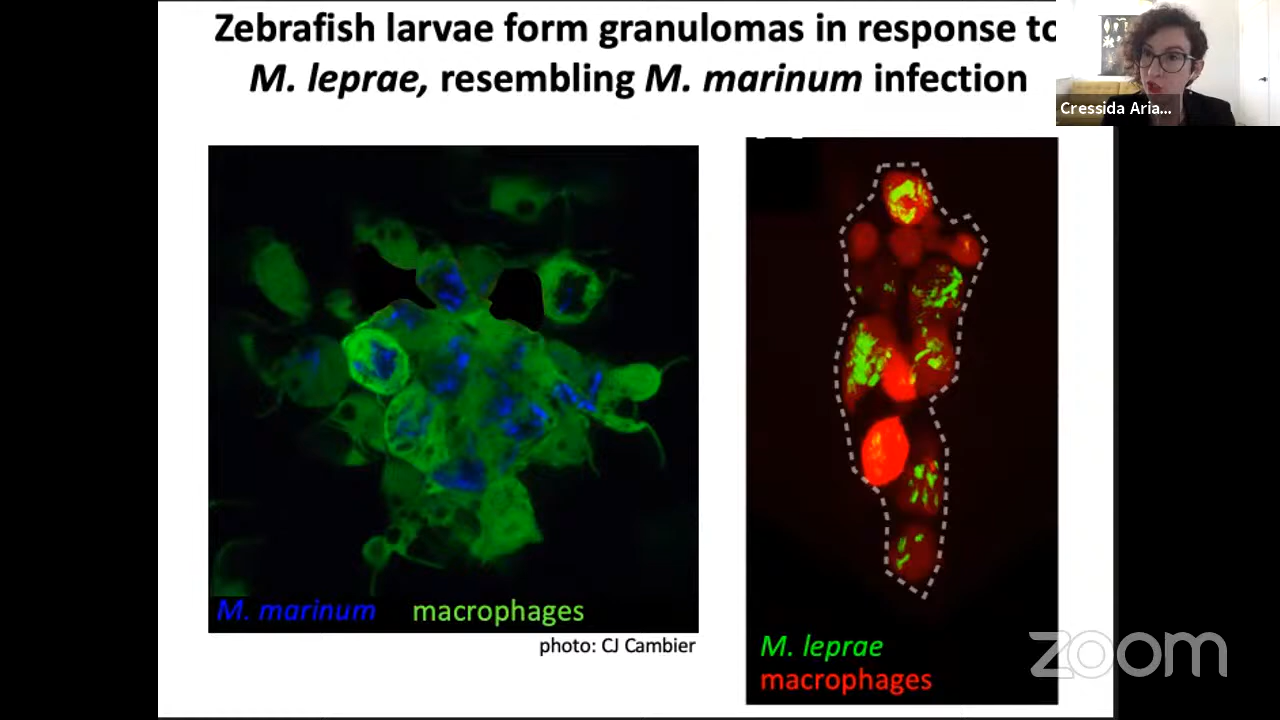 Zebrafish larvae form granulomas in response to
M. leprae, resembling M. marinum infection
Cressida Aria...
M. marinum macrophages
photo: CJ Cambier
M. leprae
macrophages
zoom